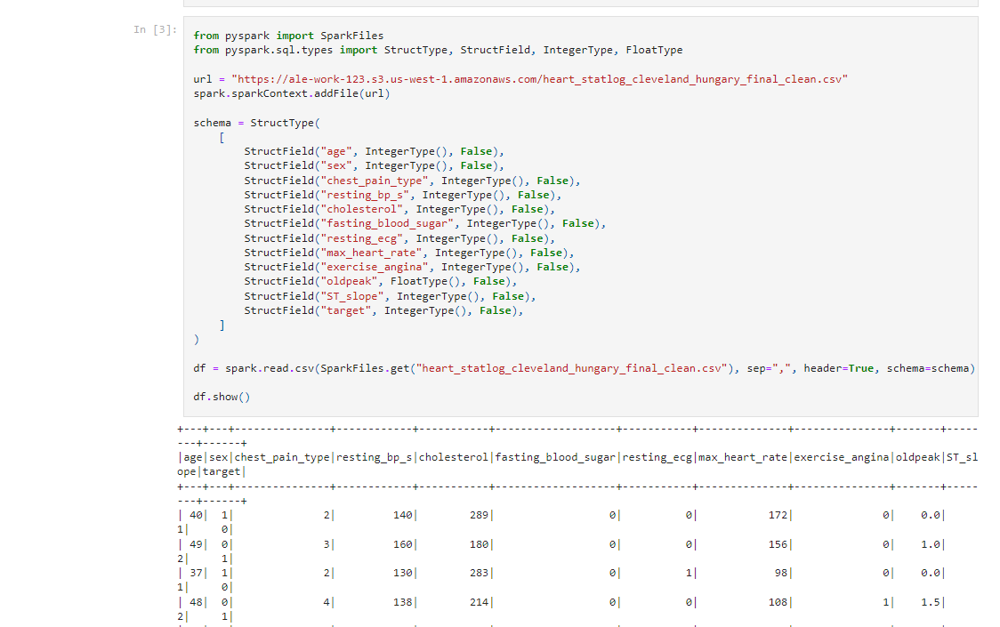 In [3]:
from pyspark import SparkFiles
from pyspark.sql.types import StructType, StructField, IntegerType, FloatType
url = "https://ale-work-123.s3.us-west-1.amazonaws.com/heart_statlog_cleveland_hungary_final_clean.csv"
spark.sparkContext.addFile(url)
schema = StructType(
    [
        StructField("age", IntegerType(), False),
        StructField("sex", IntegerType(), False),
        StructField("chest_pain_type", IntegerType(), False),
        StructField("resting_bp_s", IntegerType(), False),
        StructField("cholesterol", IntegerType(), False),
        StructField("fasting_blood_sugar", IntegerType(), False),
        StructField("resting_ecg", IntegerType(), False),
        StructField("max_heart_rate", IntegerType(), False),
        StructField("exercise_angina", IntegerType(), False),
        StructField("oldpeak", FloatType(), False),
        StructField("ST_slope", IntegerType(), False),
        StructField("target", IntegerType(), False),
    ]
)
df = spark.read.csv(SparkFiles.get("heart_statlog_cleveland_hungary_final_clean.csv"), sep=",", header=True, schema=schema)
df.show()
+---+---+---------------+------------+-----------+-------------------+-----------+--------------+---------------+-------+-----
---+------+
|age|sex|chest_pain_type|resting_bp_s|cholesterol|fasting_blood_sugar|resting_ecg|max_heart_rate|exercise_angina|oldpeak|ST_sl
ope|target|
+---+---+---------------+------------+-----------+-------------------+-----------+--------------+---------------+-------+-----
---+------+
| 40|  1|              2|         140|        289|                  0|          0|           172|              0|    0.0|
1|     0|
| 49|  0|              3|         160|        180|                  0|          0|           156|              0|    1.0|
2|     1|
| 37|  1|              2|         130|        283|                  0|          1|            98|              0|    0.0|
1|     0|
| 48|  0|              4|         138|        214|                  0|          0|           108|              1|    1.5|
2|     1|